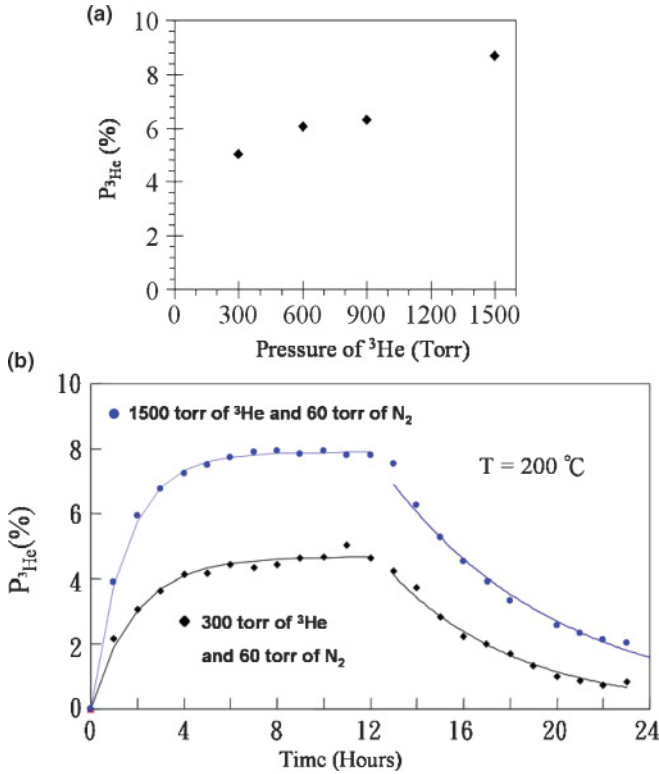 (a)
10
8
6
4
2
0
P³He (%)
0 300 600 900 1200 1500
Pressure of ³He (Torr)
(b)
10
8
6
4
2
0
P³He(%)
1500 torr of ³He and 60 torr of N₂
T = 200 ℃
300 torr of ³He
and 60 torr of N₂
0 4 8 12 16 20 24
Timc (Hours)